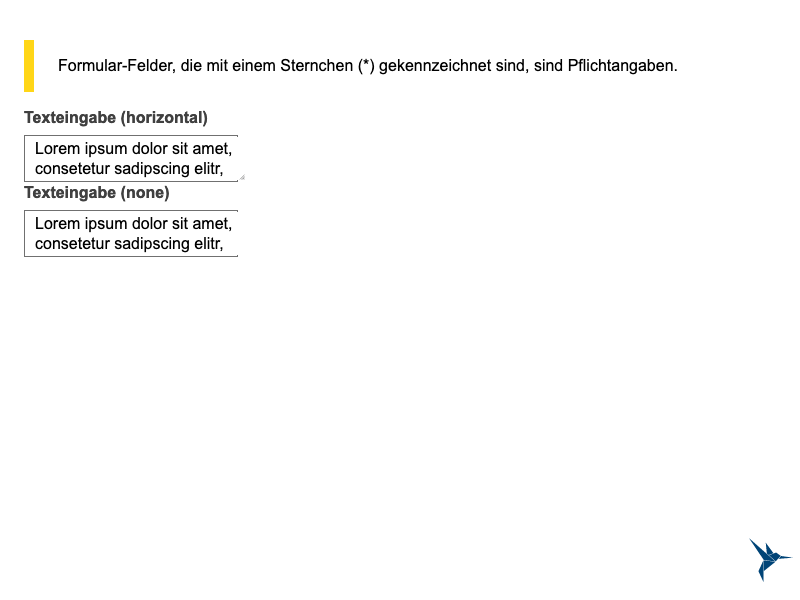 Formular-Felder, die mit einem Sternchen (*) gekennzeichnet sind, sind Pflichtangaben.
Texteingabe (horizontal)
Lorem ipsum dolor sit amet,
consetetur sadipscing elitr,
Texteingabe (none)
Lorem ipsum dolor sit amet,
consetetur sadipscing elitr,